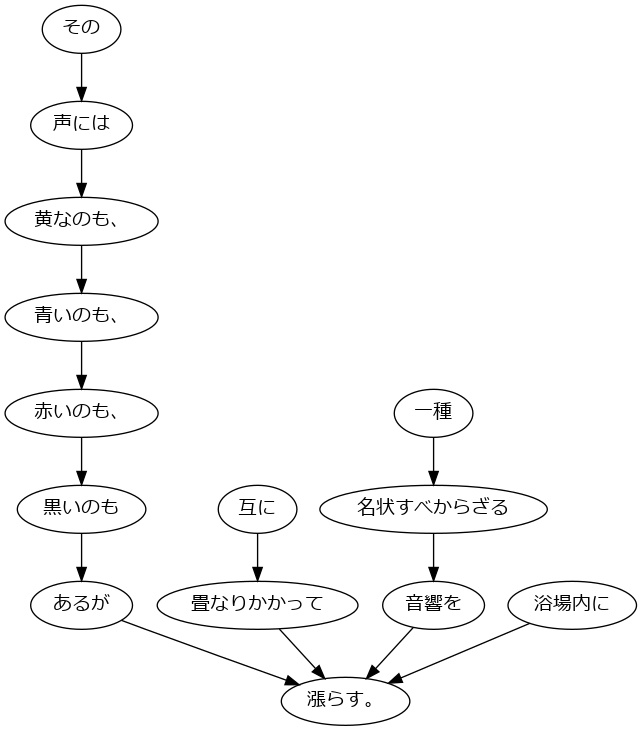 その
声には
黄なのも、
青いのも、
赤いのも、
一種
黒いのも
互に
名状すべからざる
あるが
畳なりかかって
音響を
浴場内に
漲らす。